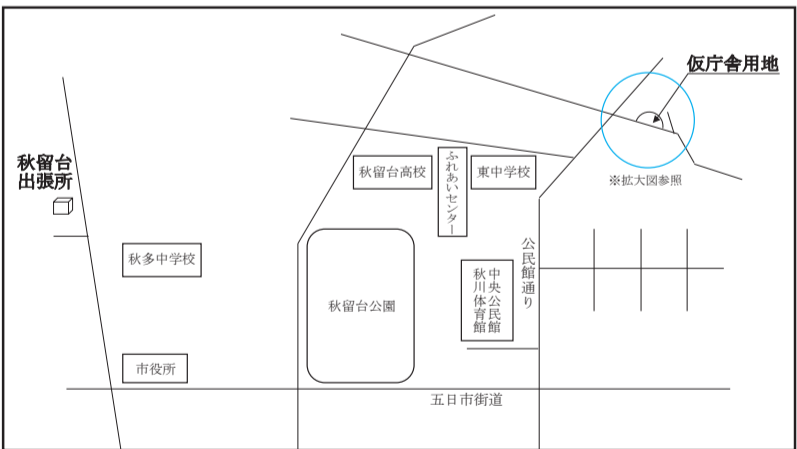 仮庁舎用地
秋留台
出張所
秋留台高校
ふれあいセンター
東中学校
※拡大図参照
秋多中学校
秋留台公園
公民館通り
中央公民館
秋川体育館
市役所
五日市街道